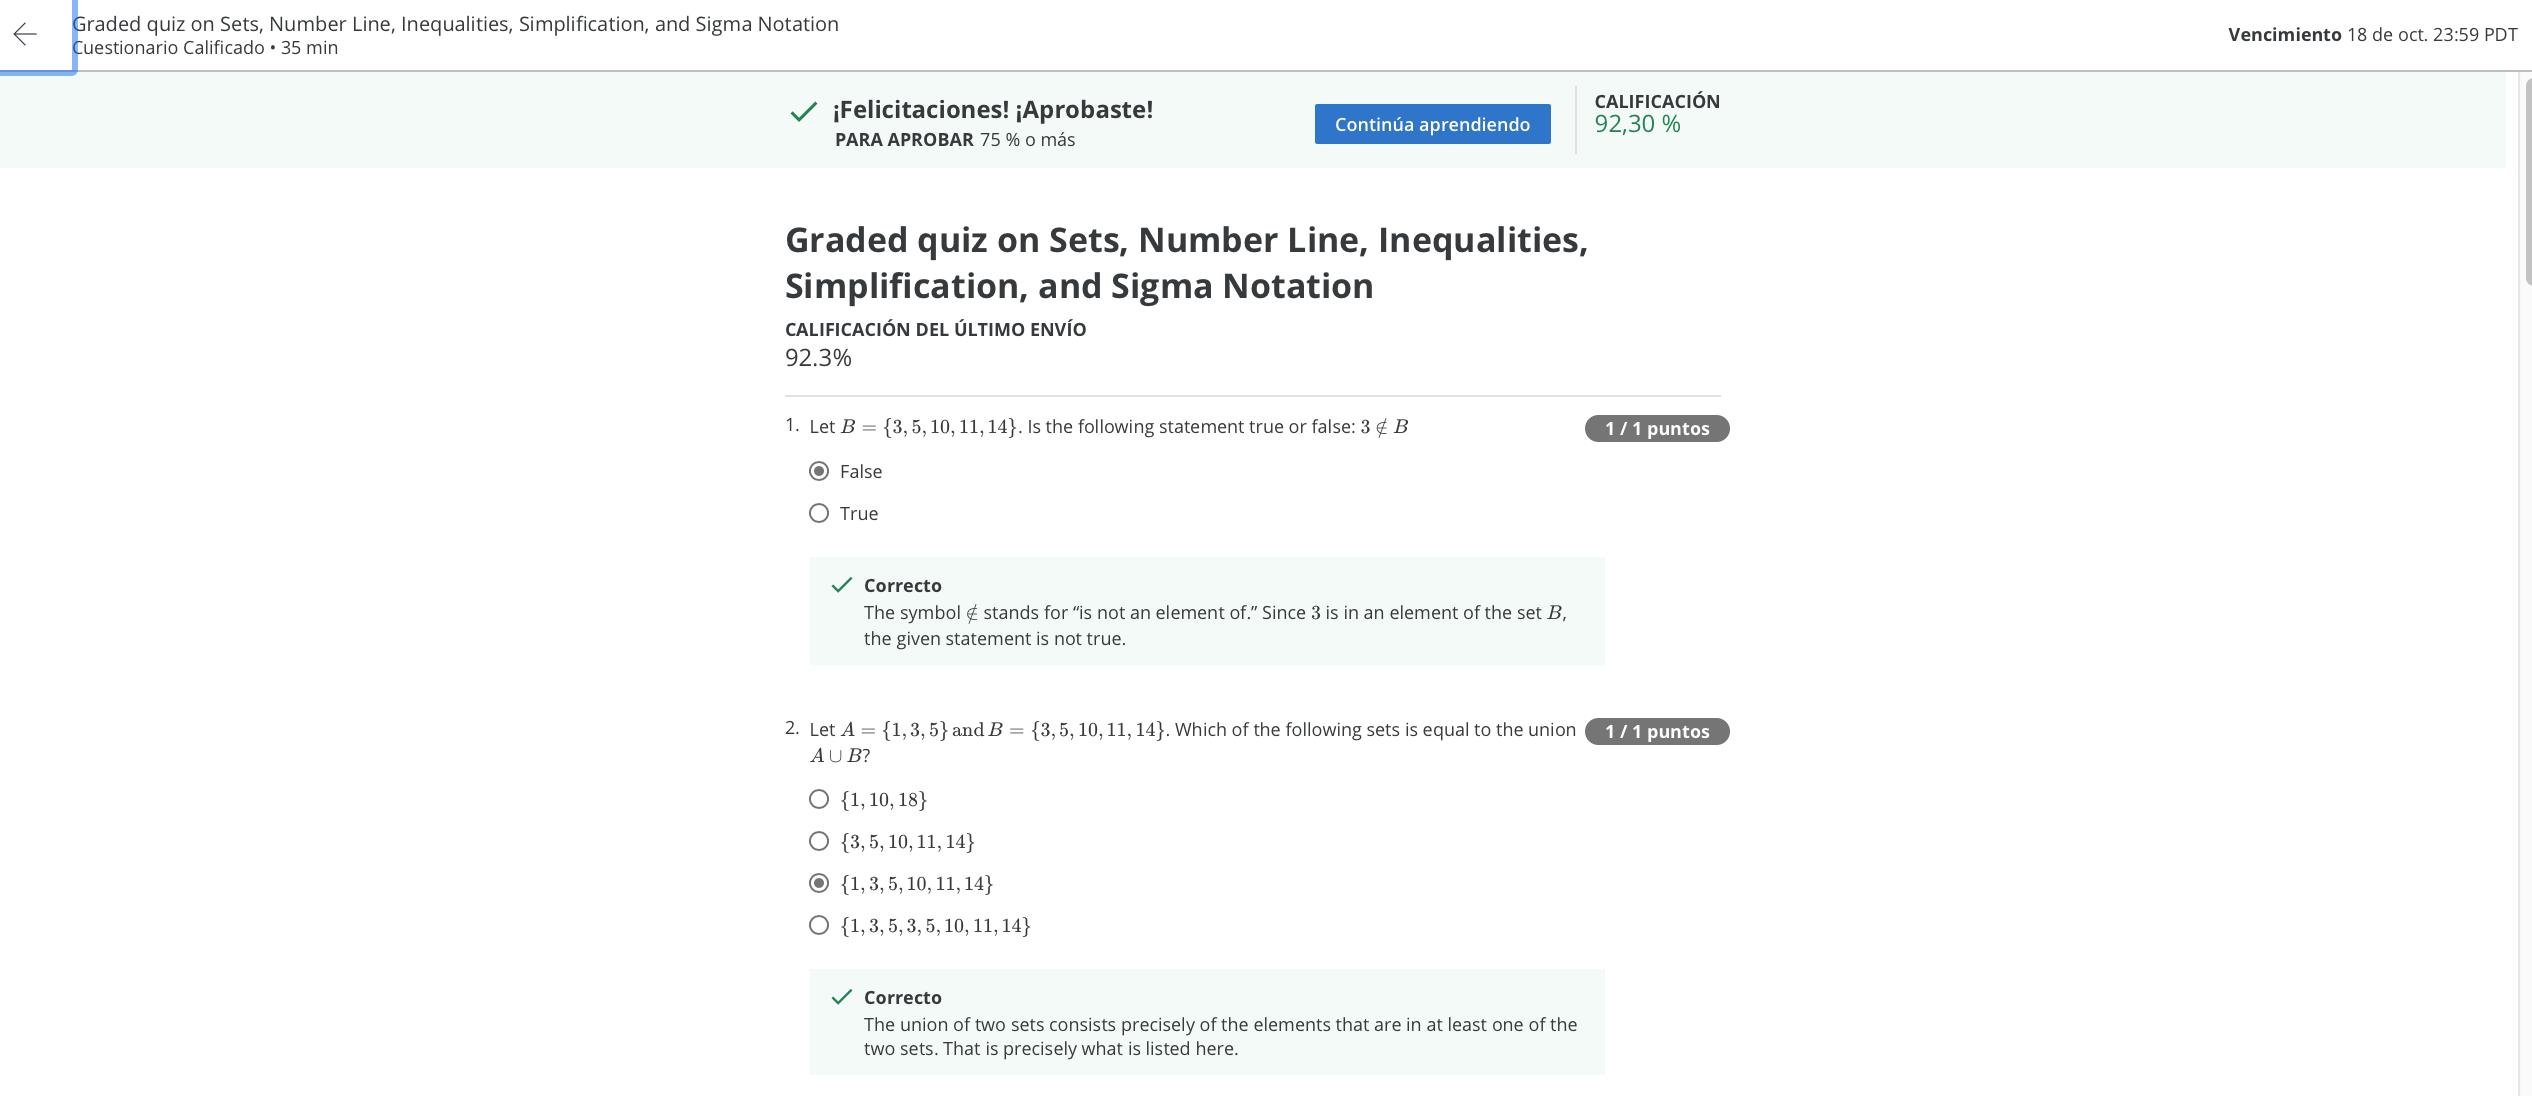 Graded quiz on Sets, Number Line, Inequalities, Simplification, and Sigma Notation
Cuestionario Calificado • 35 min
Vencimiento 18 de oct. 23:59 PDT
¡Felicitaciones! ¡Aprobaste!
PARA APROBAR 75 % o más
Continúa aprendiendo
CALIFICACIÓN
92,30 %
Graded quiz on Sets, Number Line, Inequalities,
Simplification, and Sigma Notation
CALIFICACIÓN DEL ÚLTIMO ENVÍO
92.3%
1. Let B = {3, 5, 10, 11, 14}. Is the following statement true or false: 3 ∉ B
1 / 1 puntos
False
True
Correcto
The symbol ∉ stands for “is not an element of.” Since 3 is in an element of the set B,
the given statement is not true.
2. Let A = {1, 3, 5} and B = {3, 5, 10, 11, 14}. Which of the following sets is equal to the union
1 / 1 puntos
A ∪ B?
{1, 10, 18}
{3, 5, 10, 11, 14}
{1, 3, 5, 10, 11, 14}
{1, 3, 5, 3, 5, 10, 11, 14}
Correcto
The union of two sets consists precisely of the elements that are in at least one of the
two sets. That is precisely what is listed here.